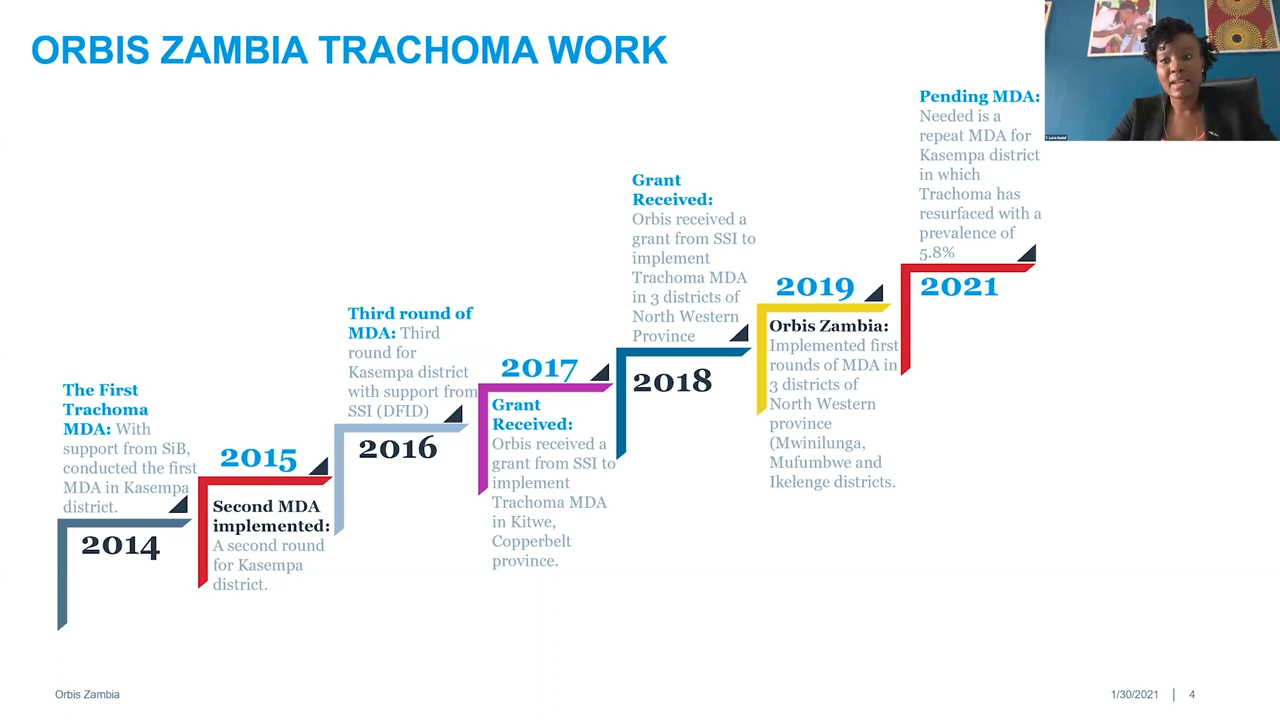 ORBIS ZAMBIA TRACHOMA WORK
The First
Trachoma
MDA: With
support from SiB,
conducted the first
MDA in Kasempa
district.
2014
2015
Second MDA
implemented:
A second round
for Kasempa
district.
Third round of
MDA: Third
round for
Kasempa district
with support from
SSI (DFID)
2016
2017
Grant
Received:
Orbis received a
grant from SSI to
implement
Trachoma MDA
in Kitwe,
Copperbelt
province.
Grant
Received:
Orbis received a
grant from SSI to
implement
Trachoma MDA
in 3 districts of
North Western
Province
2018
2019
Orbis Zambia:
Implemented first
rounds of MDA in
3 districts of
North Western
province
(Mwinilunga,
Mufumbwe and
Ikelenge districts.
Pending MDA:
Needed is a
repeat MDA for
Kasempa district
in which
Trachoma has
resurfaced with a
prevalence of
5.8%
2021
Orbis Zambia
1/30/2021 | 4